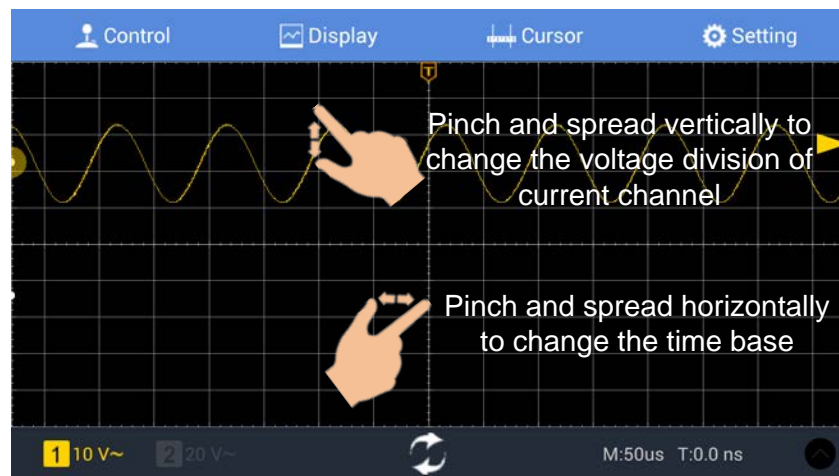 Control Display Cursor Setting
T
Pinch and spread vertically to
change the voltage division of
current channel
Pinch and spread horizontally
to change the time base
1 10 V~ 2 20 V~ M:50us T:0.0 ns